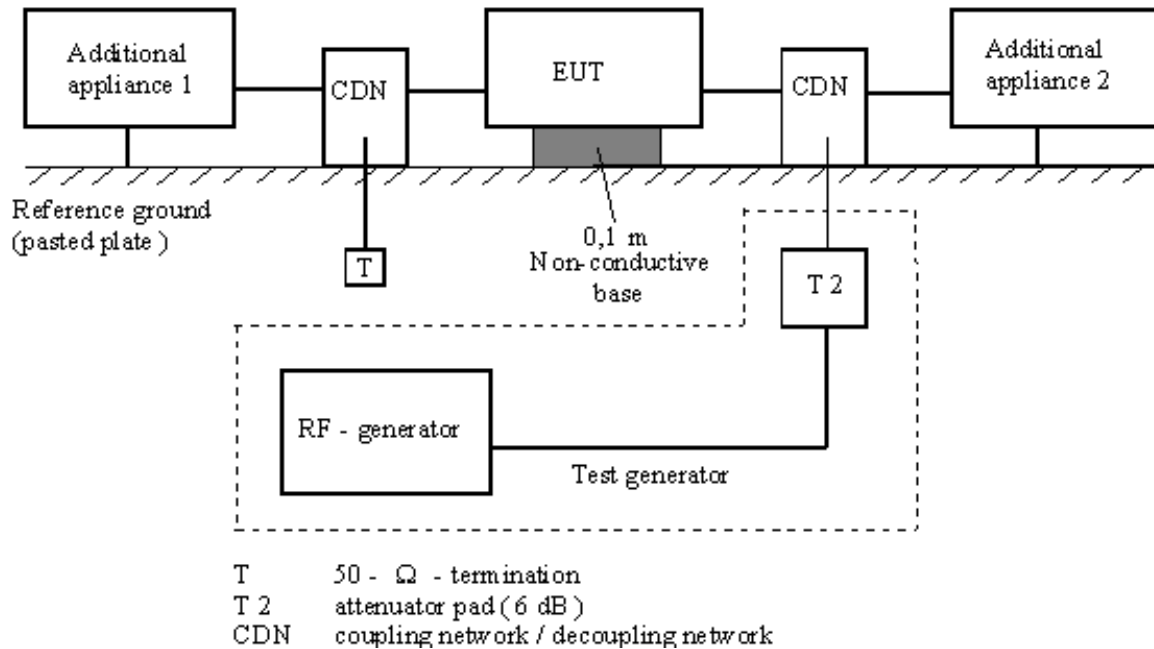 Additional
appliance 1
CDN
EUT
CDN
Additional
appliance 2
Reference ground
(pasted plate )
T
0,1 m
Non-conductive
base
T 2
RF - generator
Test generator
T 50 - Ω - termination
T 2 attenuator pad ( 6 dB )
CDN coupling network / decoupling network